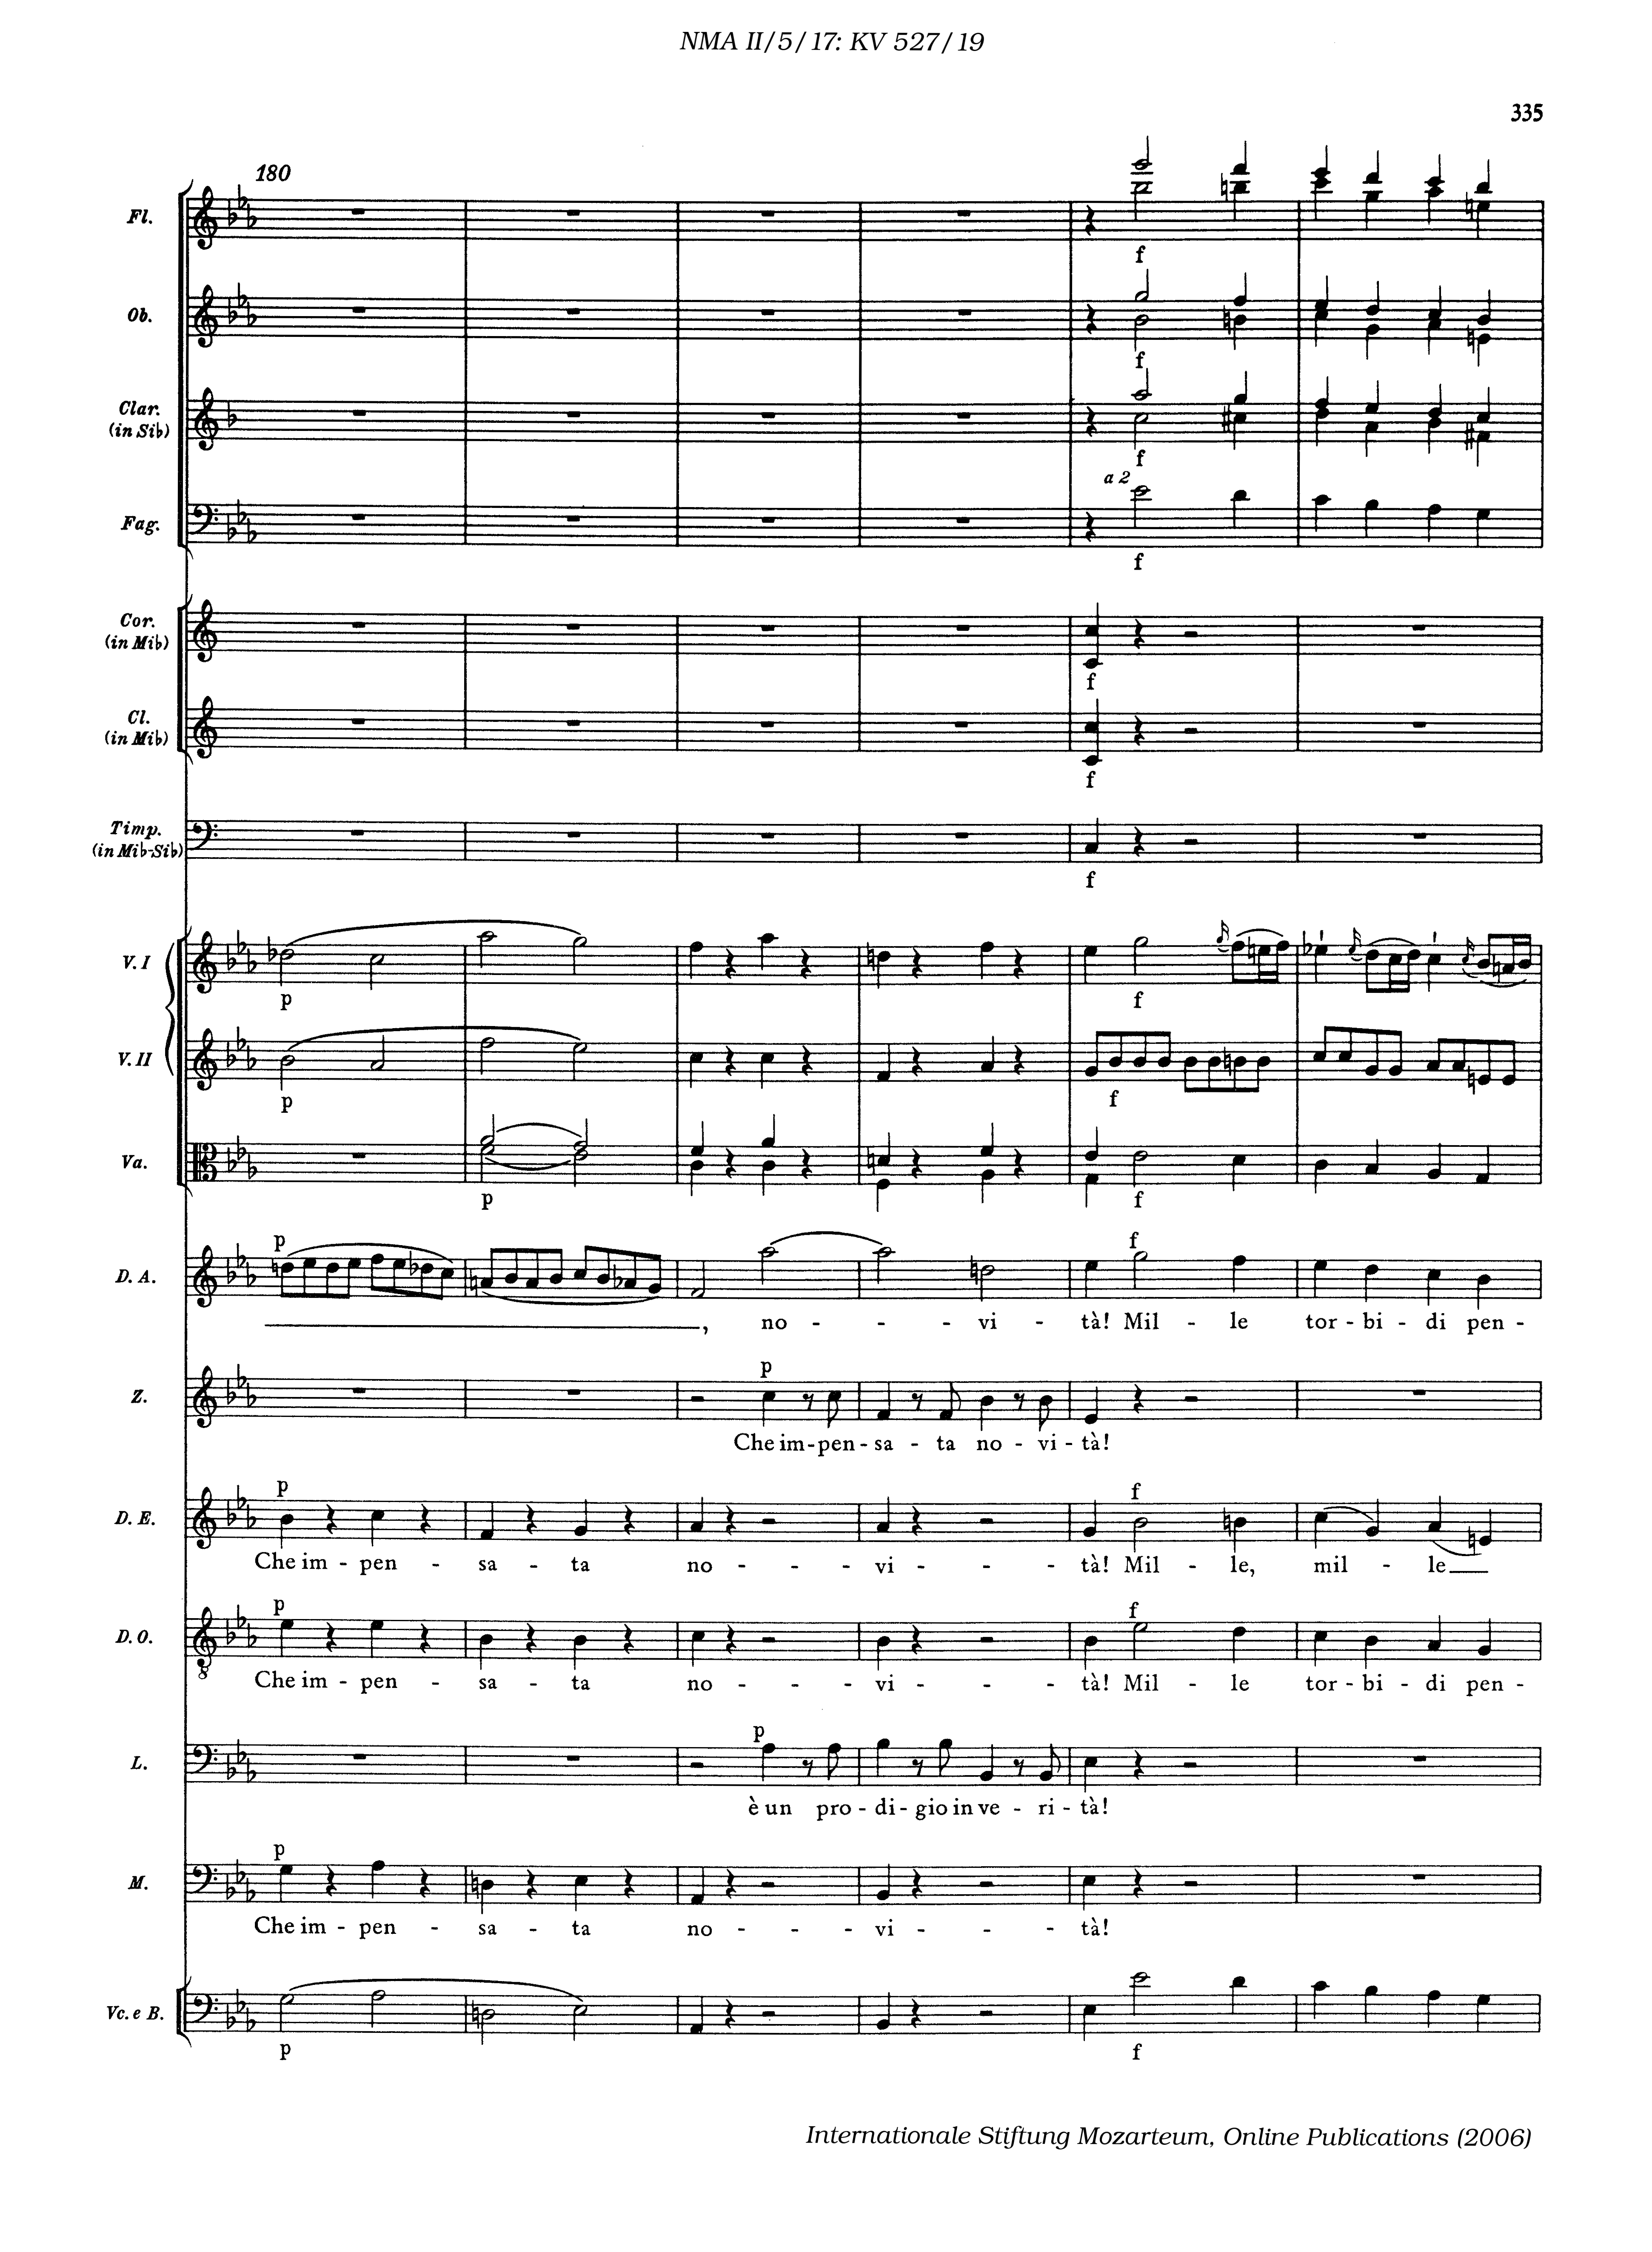 NMA II/5/17: KV 527/19
335
180
Fl.
f
Ob.
f
Clar.
(in Sib)
f
a 2
Fag.
f
Cor.
(in Mib)
f
Cl.
(in Mib)
f
Timp.
(in Mib-Sib)
f
V. I
p f
V. II
p f
Va.
p f
p f
D. A.
, no - - - vi - tà! Mil - le tor - bi - di pen -
p
Z.
Che im - pen - sa - ta no - vi - tà!
p f
D. E.
Che im - pen - sa - ta no - - - vi - - - tà! Mil - le, mil - le
p f
D. O.
Che im - pen - sa - ta no - - - vi - - - tà! Mil - le tor - bi - di pen -
p
L.
è un pro - di - gio in ve - ri - tà!
p
M.
Che im - pen - sa - ta no - - - vi - - - tà!
Vc. e B.
p f
Internationale Stiftung Mozarteum, Online Publications (2006)